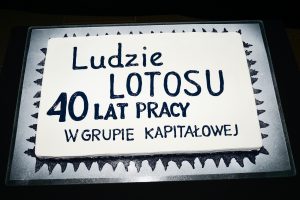 Ludzie
LOTOSU
40 LAT PRACY
W GRUPIE KAPITAŁOWEJ